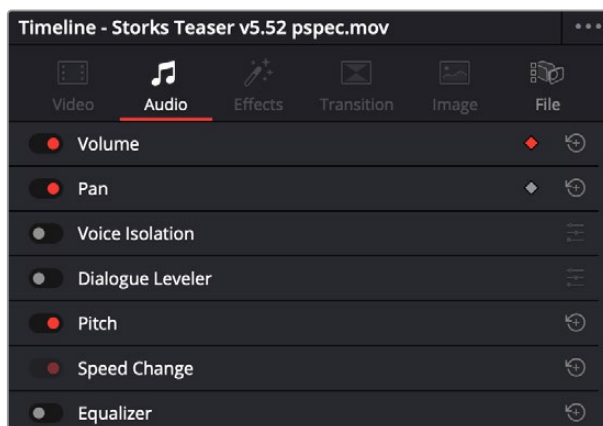 Timeline - Storks Teaser v5.52 pspec.mov
Video Audio Effects Transition Image File
Volume
Pan
Voice Isolation
Dialogue Leveler
Pitch
Speed Change
Equalizer